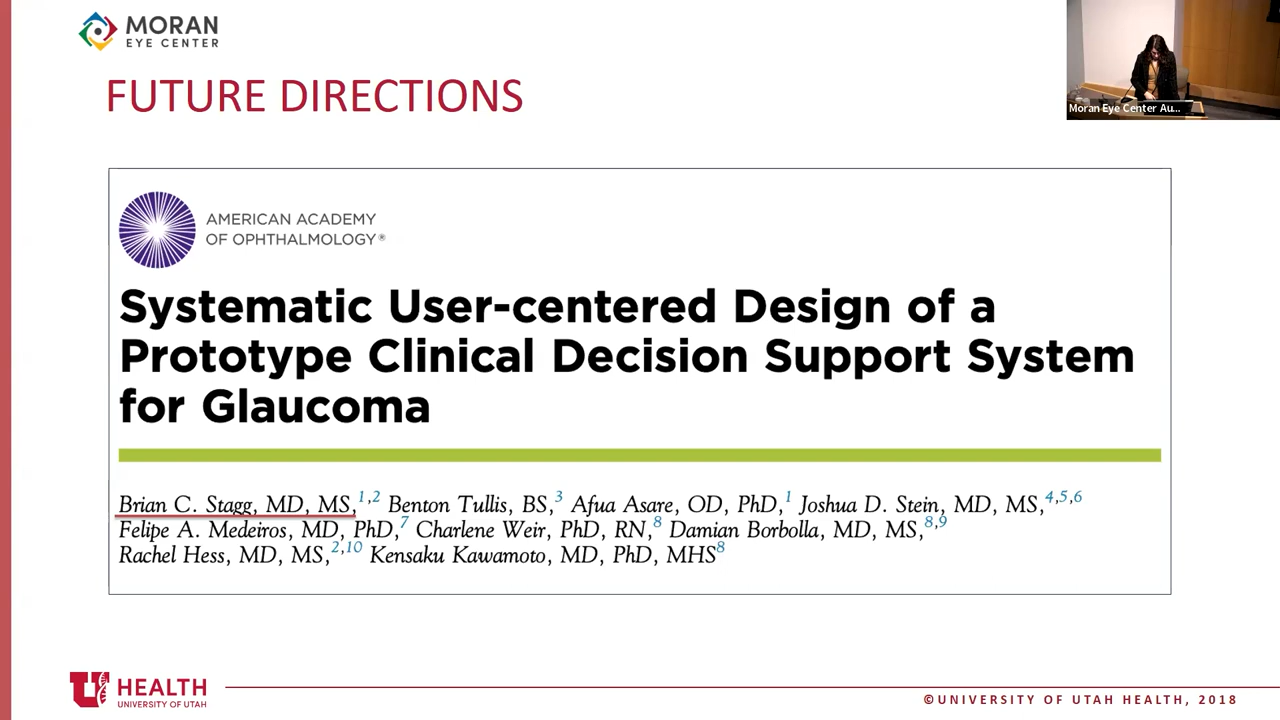 MORAN
EYE CENTER
Moran Eye Center Au...
FUTURE DIRECTIONS
AMERICAN ACADEMY
OF OPHTHALMOLOGY®
Systematic User-centered Design of a
Prototype Clinical Decision Support System
for Glaucoma
Brian C. Stagg, MD, MS,1,2 Benton Tullis, BS,3 Afua Asare, OD, PhD,1 Joshua D. Stein, MD, MS,4,5,6
Felipe A. Medeiros, MD, PhD,7 Charlene Weir, PhD, RN,8 Damian Borbolla, MD, MS,8,9
Rachel Hess, MD, MS,2,10 Kensaku Kawamoto, MD, PhD, MHS8
U HEALTH
UNIVERSITY OF UTAH
©UNIVERSITY OF UTAH HEALTH, 2018